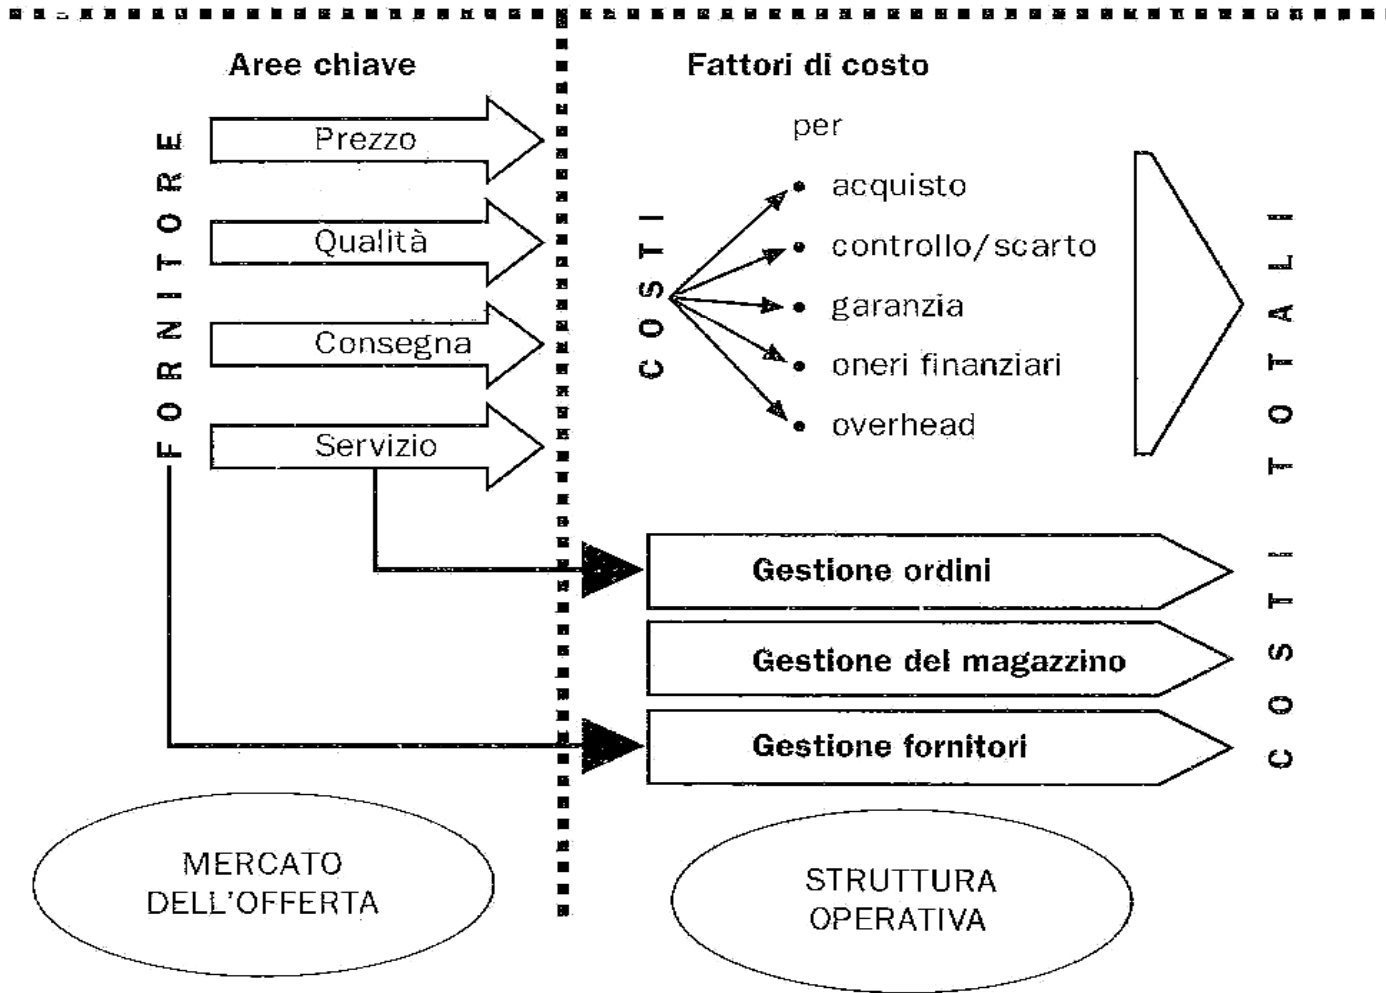 Aree chiave
FORNITORE
Prezzo
Qualità
Consegna
Servizio
Fattori di costo
COSTI
per
• acquisto
• controllo/scarto
• garanzia
• oneri finanziari
• overhead
Gestione ordini
Gestione del magazzino
Gestione fornitori
COSTI TOTALI
MERCATO
DELL'OFFERTA
STRUTTURA
OPERATIVA